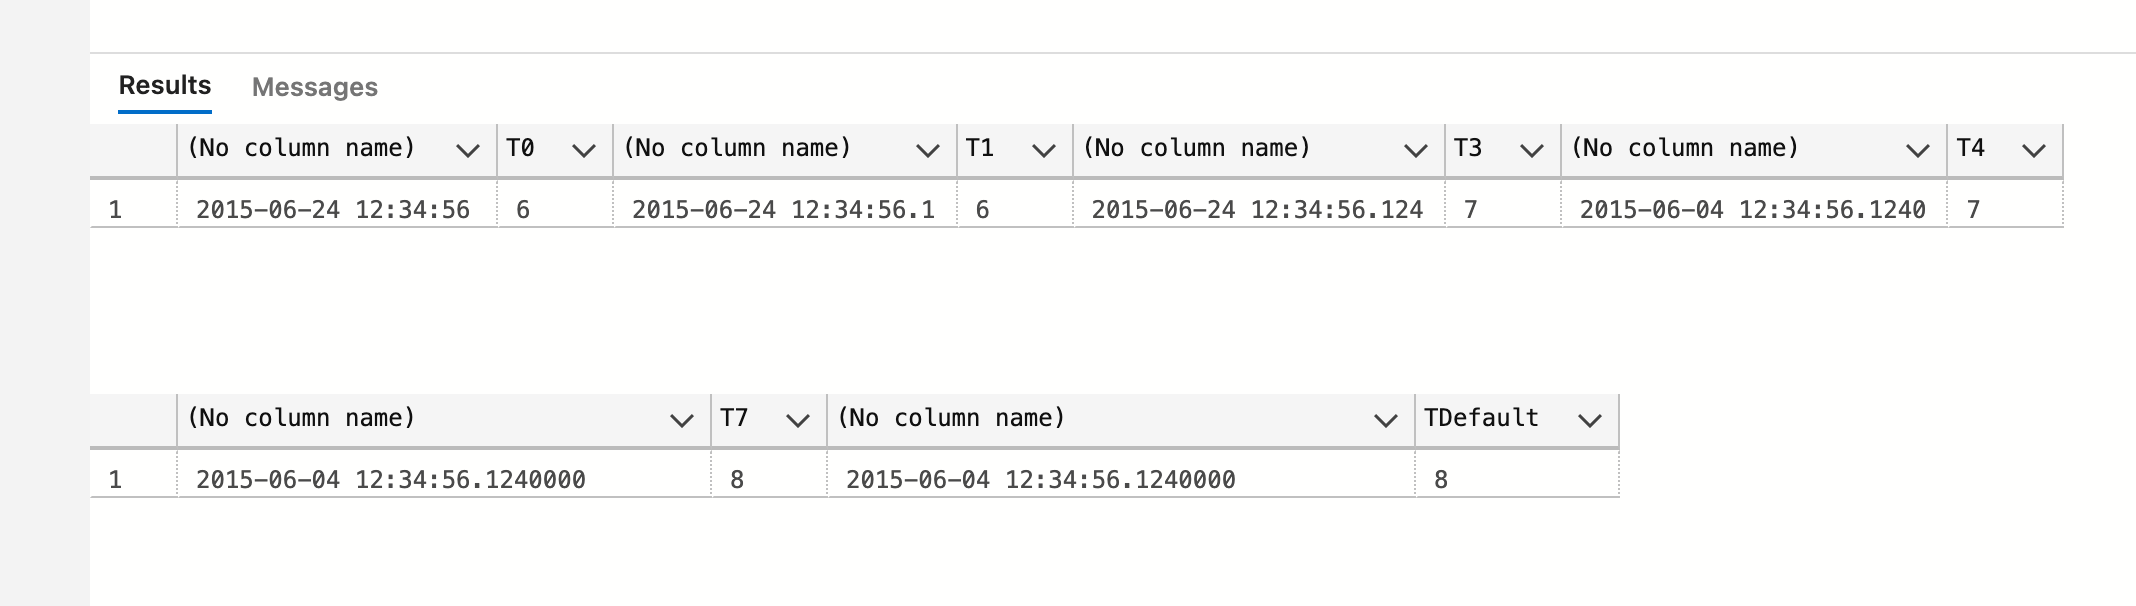 Results Messages
(No column name) T0 (No column name) T1 (No column name) T3 (No column name) T4
1 2015-06-24 12:34:56 6 2015-06-24 12:34:56.1 6 2015-06-24 12:34:56.124 7 2015-06-04 12:34:56.1240 7
(No column name) T7 (No column name) TDefault
1 2015-06-04 12:34:56.1240000 8 2015-06-04 12:34:56.1240000 8